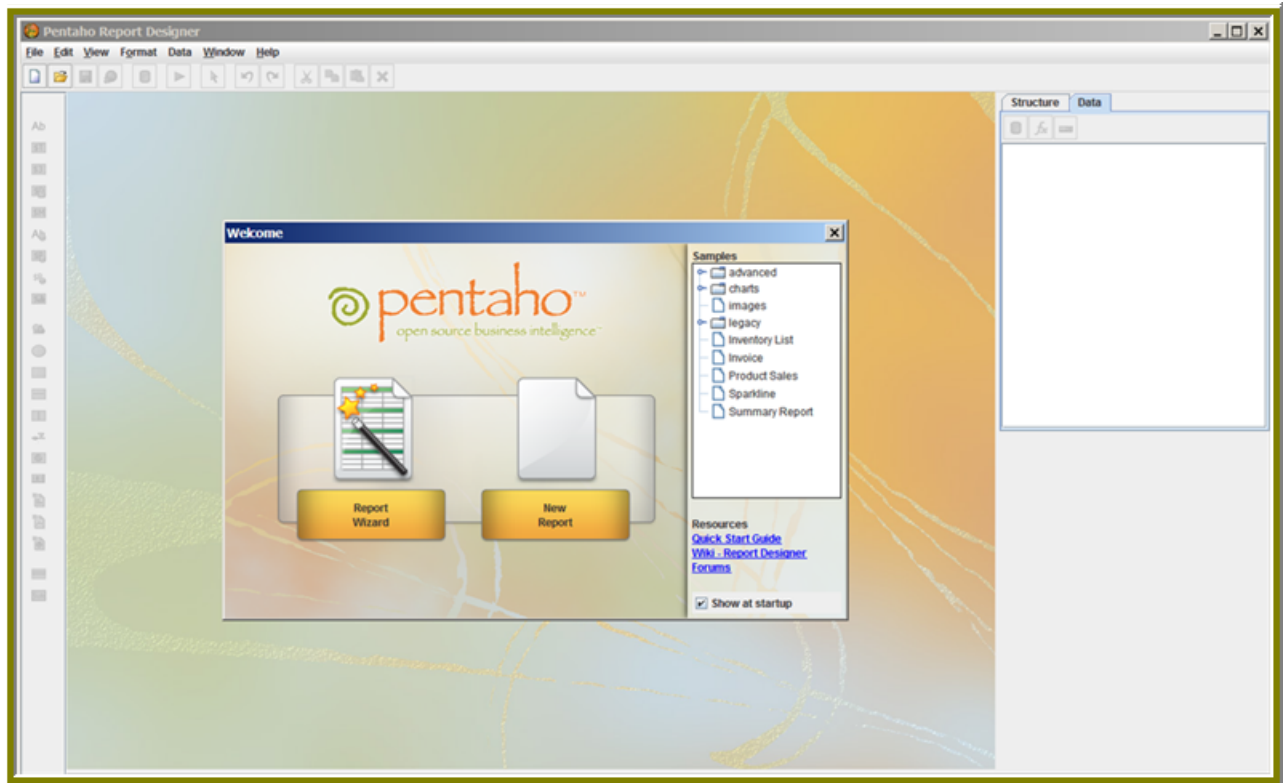 Pentaho Report Designer
File Edit View Format Data Window Help
Structure Data
Ab
Welcome
pentaho™
open source business intelligence™
Report
Wizard
New
Report
Samples
advanced
charts
images
legacy
Inventory List
Invoice
Product Sales
Sparkline
Summary Report
Resources
Quick Start Guide
Wiki - Report Designer
Forums
Show at startup